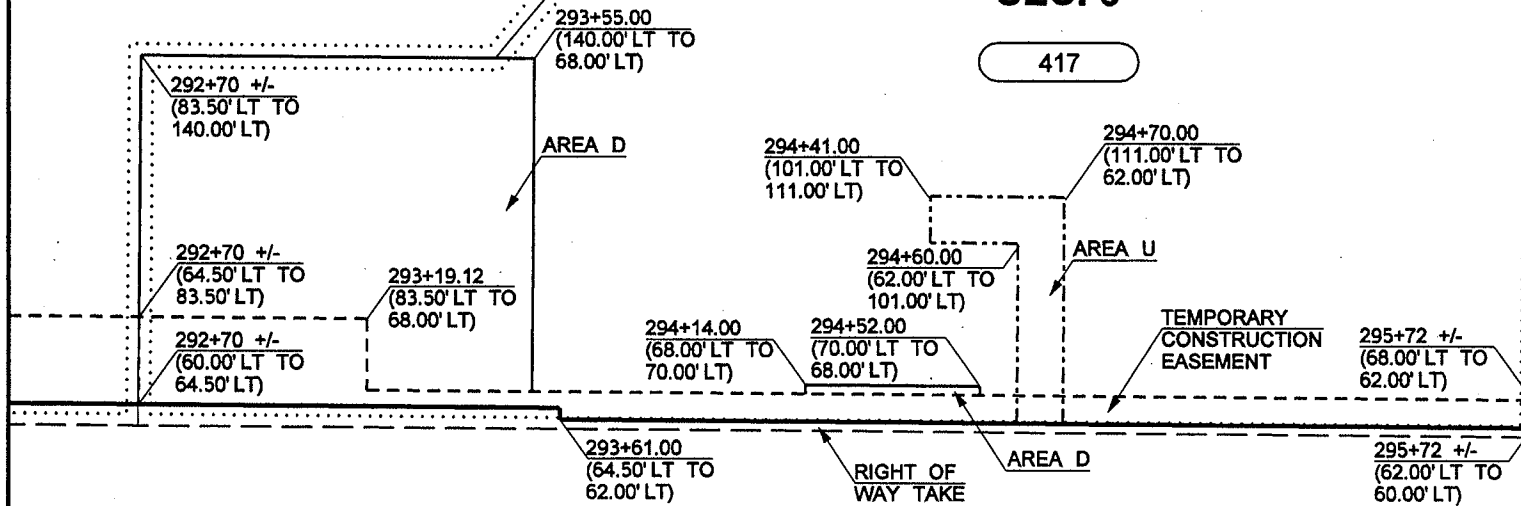 293+55.00
(140.00' LT TO
68.00' LT)
417
292+70 +/-
(83.50' LT TO
140.00' LT)
AREA D
294+41.00
(101.00' LT TO
111.00' LT)
294+70.00
(111.00' LT TO
62.00' LT)
292+70 +/-
(64.50' LT TO
83.50' LT)
293+19.12
(83.50' LT TO
68.00' LT)
294+60.00
(62.00' LT TO
101.00' LT)
AREA U
292+70 +/-
(60.00' LT TO
64.50' LT)
294+14.00
(68.00' LT TO
70.00' LT)
294+52.00
(70.00' LT TO
68.00' LT)
TEMPORARY
CONSTRUCTION
EASEMENT
295+72 +/-
(68.00' LT TO
62.00' LT)
293+61.00
(64.50' LT TO
62.00' LT)
RIGHT OF
WAY TAKE
AREA D
295+72 +/-
(62.00' LT TO
60.00' LT)